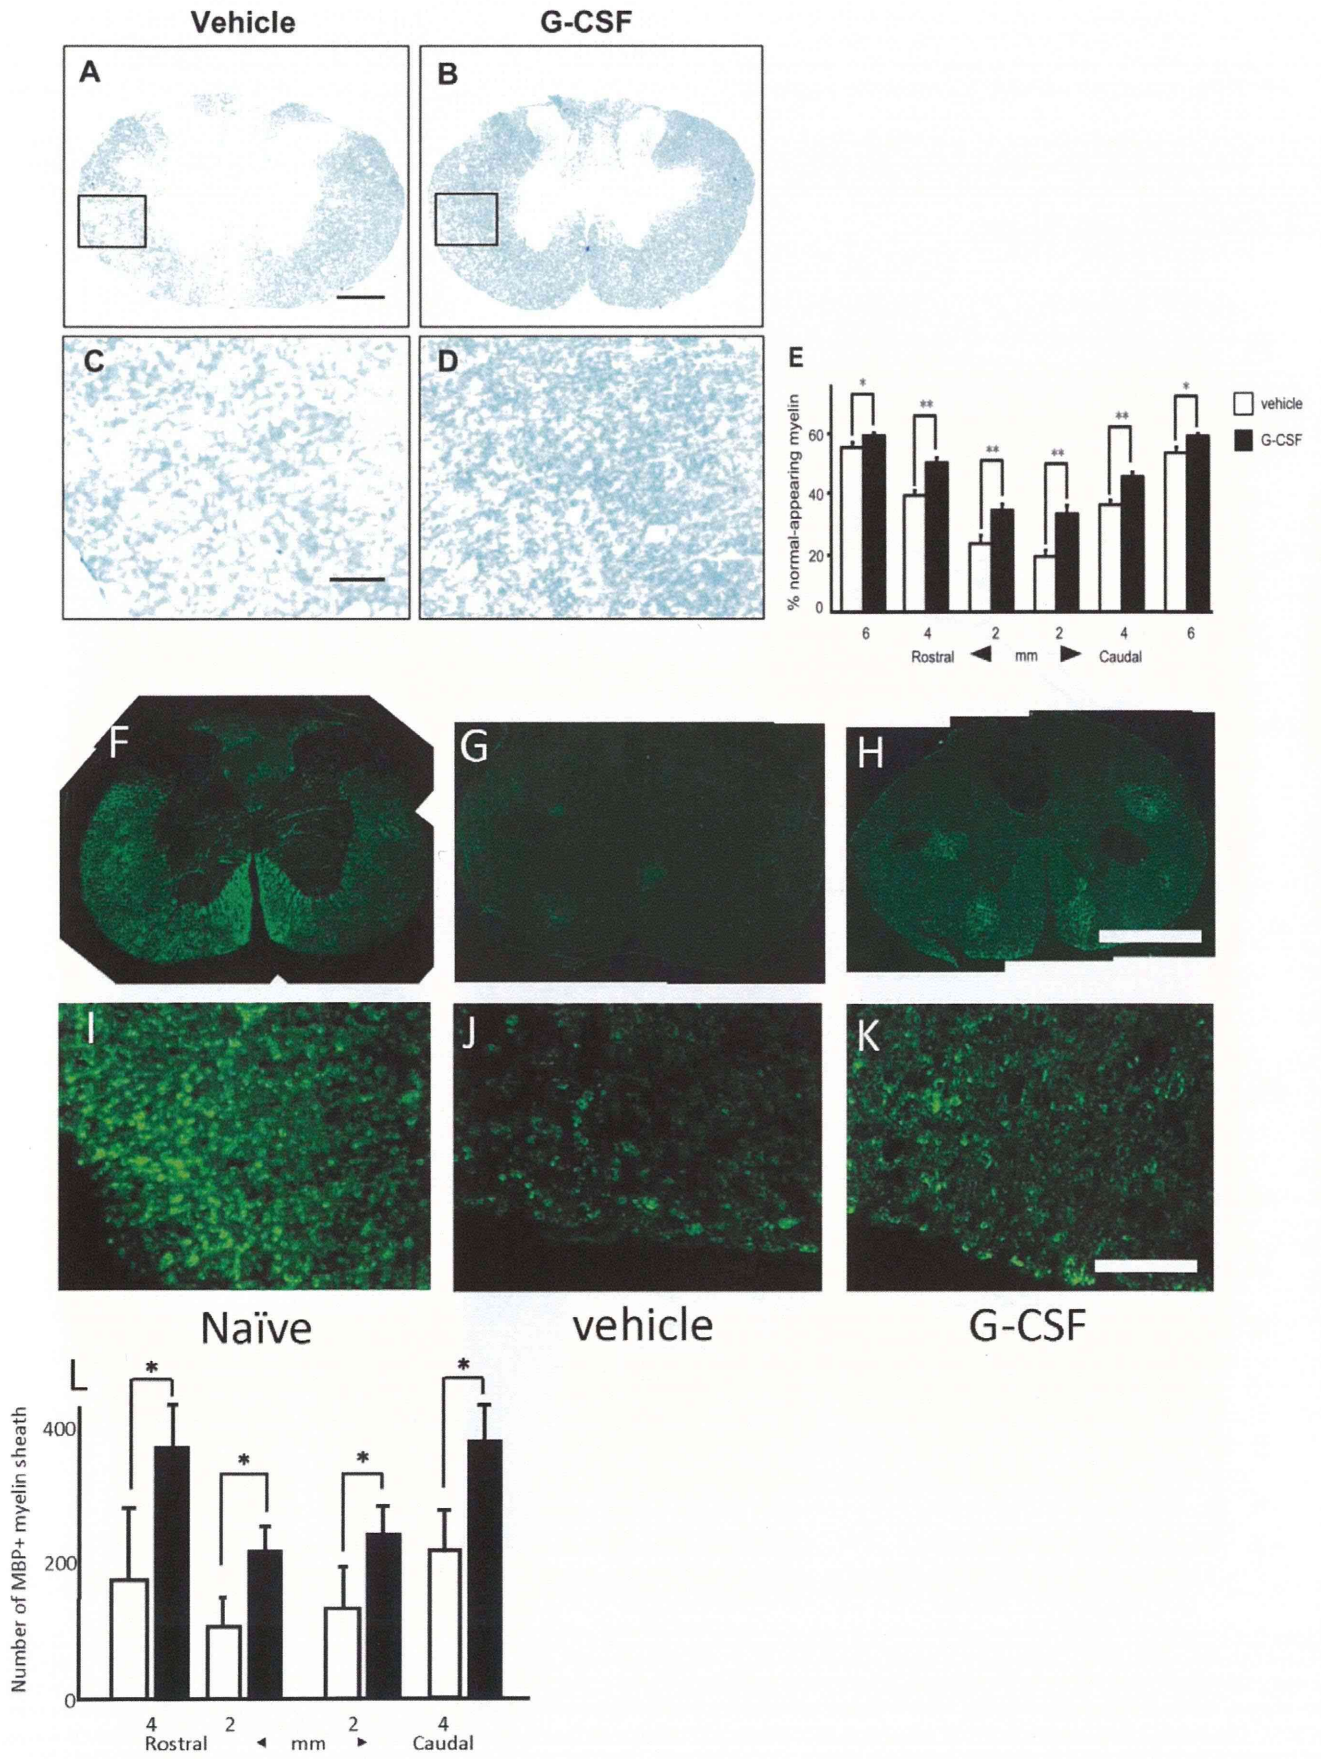 Vehicle G-CSF
A B
C D
E
% normal-appearing myelin
60
40
20
0
* ** ** ** ** *
vehicle
G-CSF
6 4 2 2 4 6
Rostral ◀ mm ▶ Caudal
F G H
I J K
Naïve vehicle G-CSF
L
Number of MBP+ myelin sheath
400
200
0
* * * *
4 2 2 4
Rostral ◀ mm ▶ Caudal